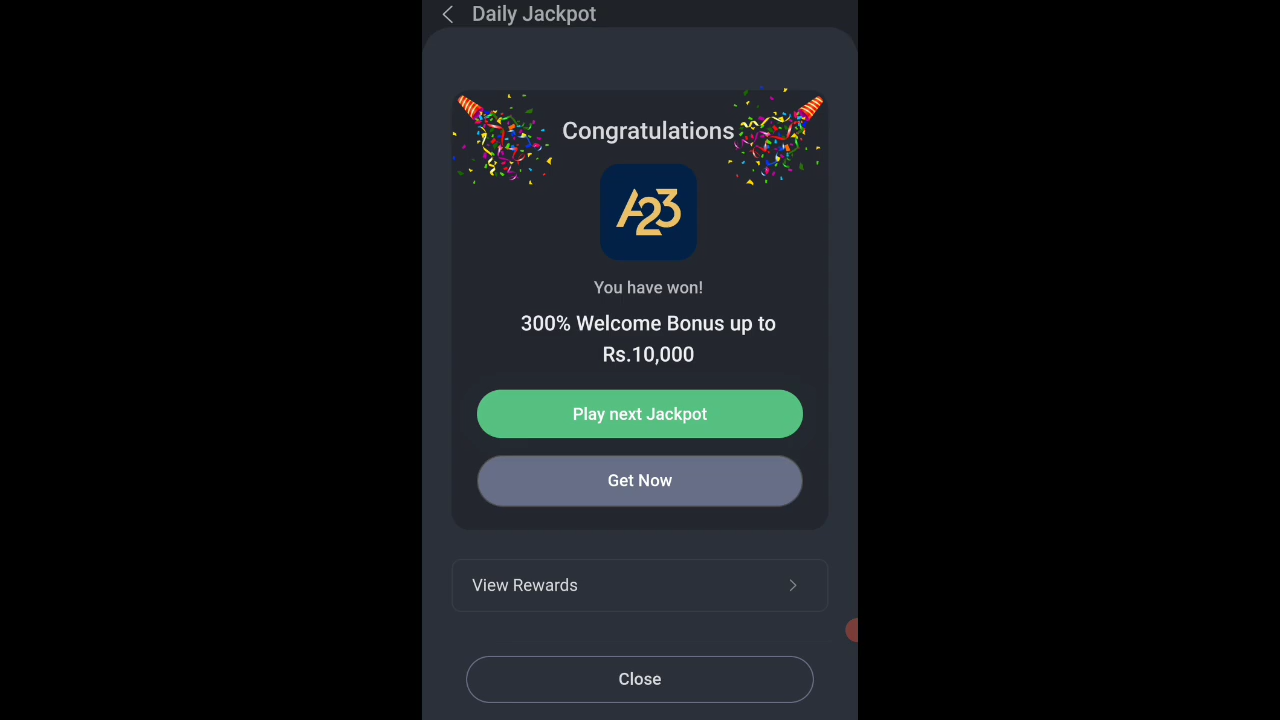 Daily Jackpot
Congratulations
A23
You have won!
300% Welcome Bonus up to
Rs.10,000
Play next Jackpot
Get Now
View Rewards
Close